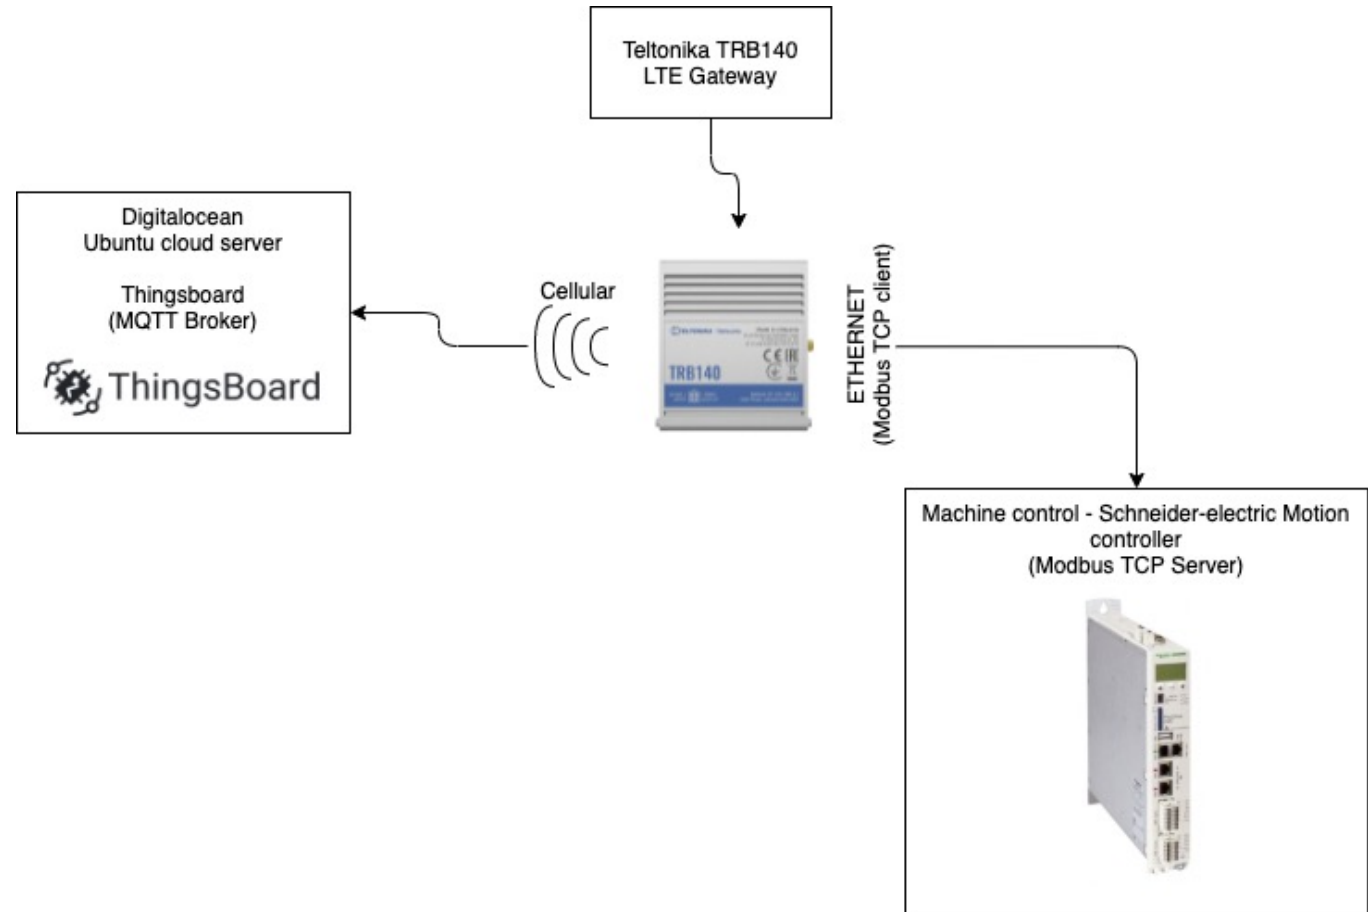 Teltonika TRB140
LTE Gateway
Digitalocean
Ubuntu cloud server
Thingsboard
(MQTT Broker)
ThingsBoard
Cellular
TELTONIKA
TRB140
ETHERNET
(Modbus TCP client)
Machine control - Schneider-electric Motion
controller
(Modbus TCP Server)